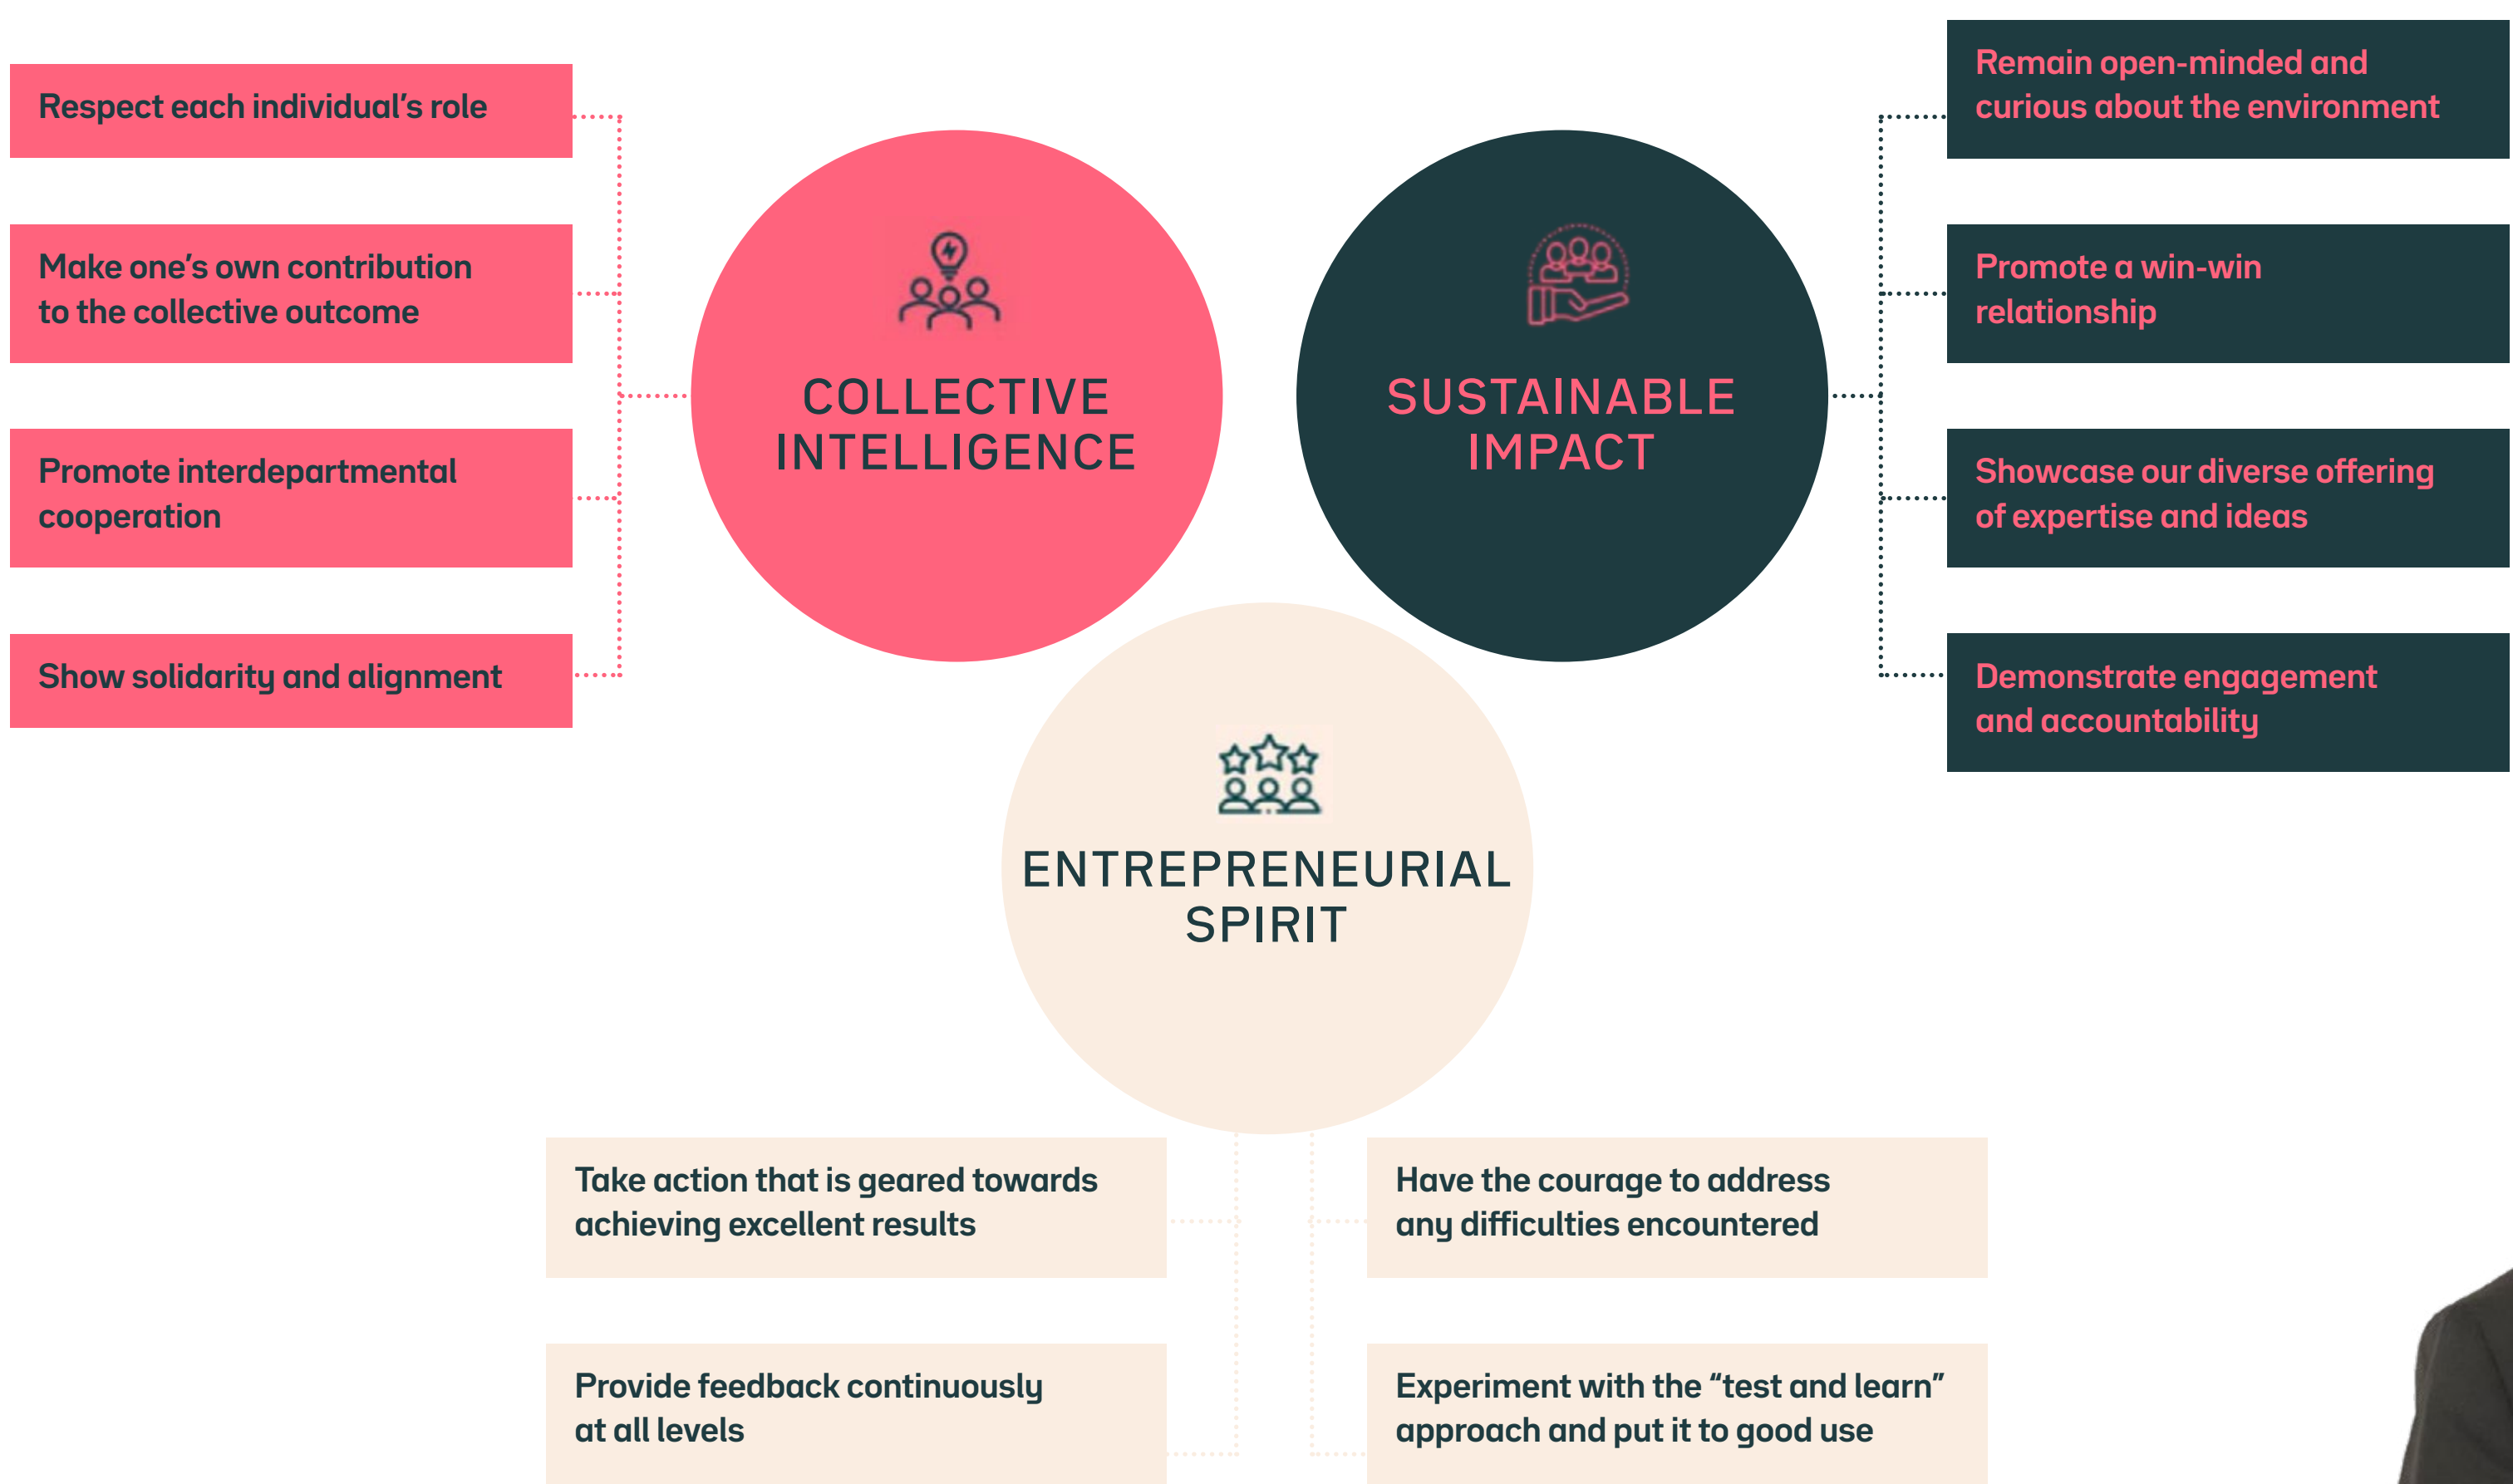 Respect each individual's role
Make one's own contribution
to the collective outcome
Promote interdepartmental
cooperation
Show solidarity and alignment
COLLECTIVE
INTELLIGENCE
SUSTAINABLE
IMPACT
Remain open-minded and
curious about the environment
Promote a win-win
relationship
Showcase our diverse offering
of expertise and ideas
Demonstrate engagement
and accountability
ENTREPRENEURIAL
SPIRIT
Take action that is geared towards
achieving excellent results
Provide feedback continuously
at all levels
Have the courage to address
any difficulties encountered
Experiment with the “test and learn”
approach and put it to good use